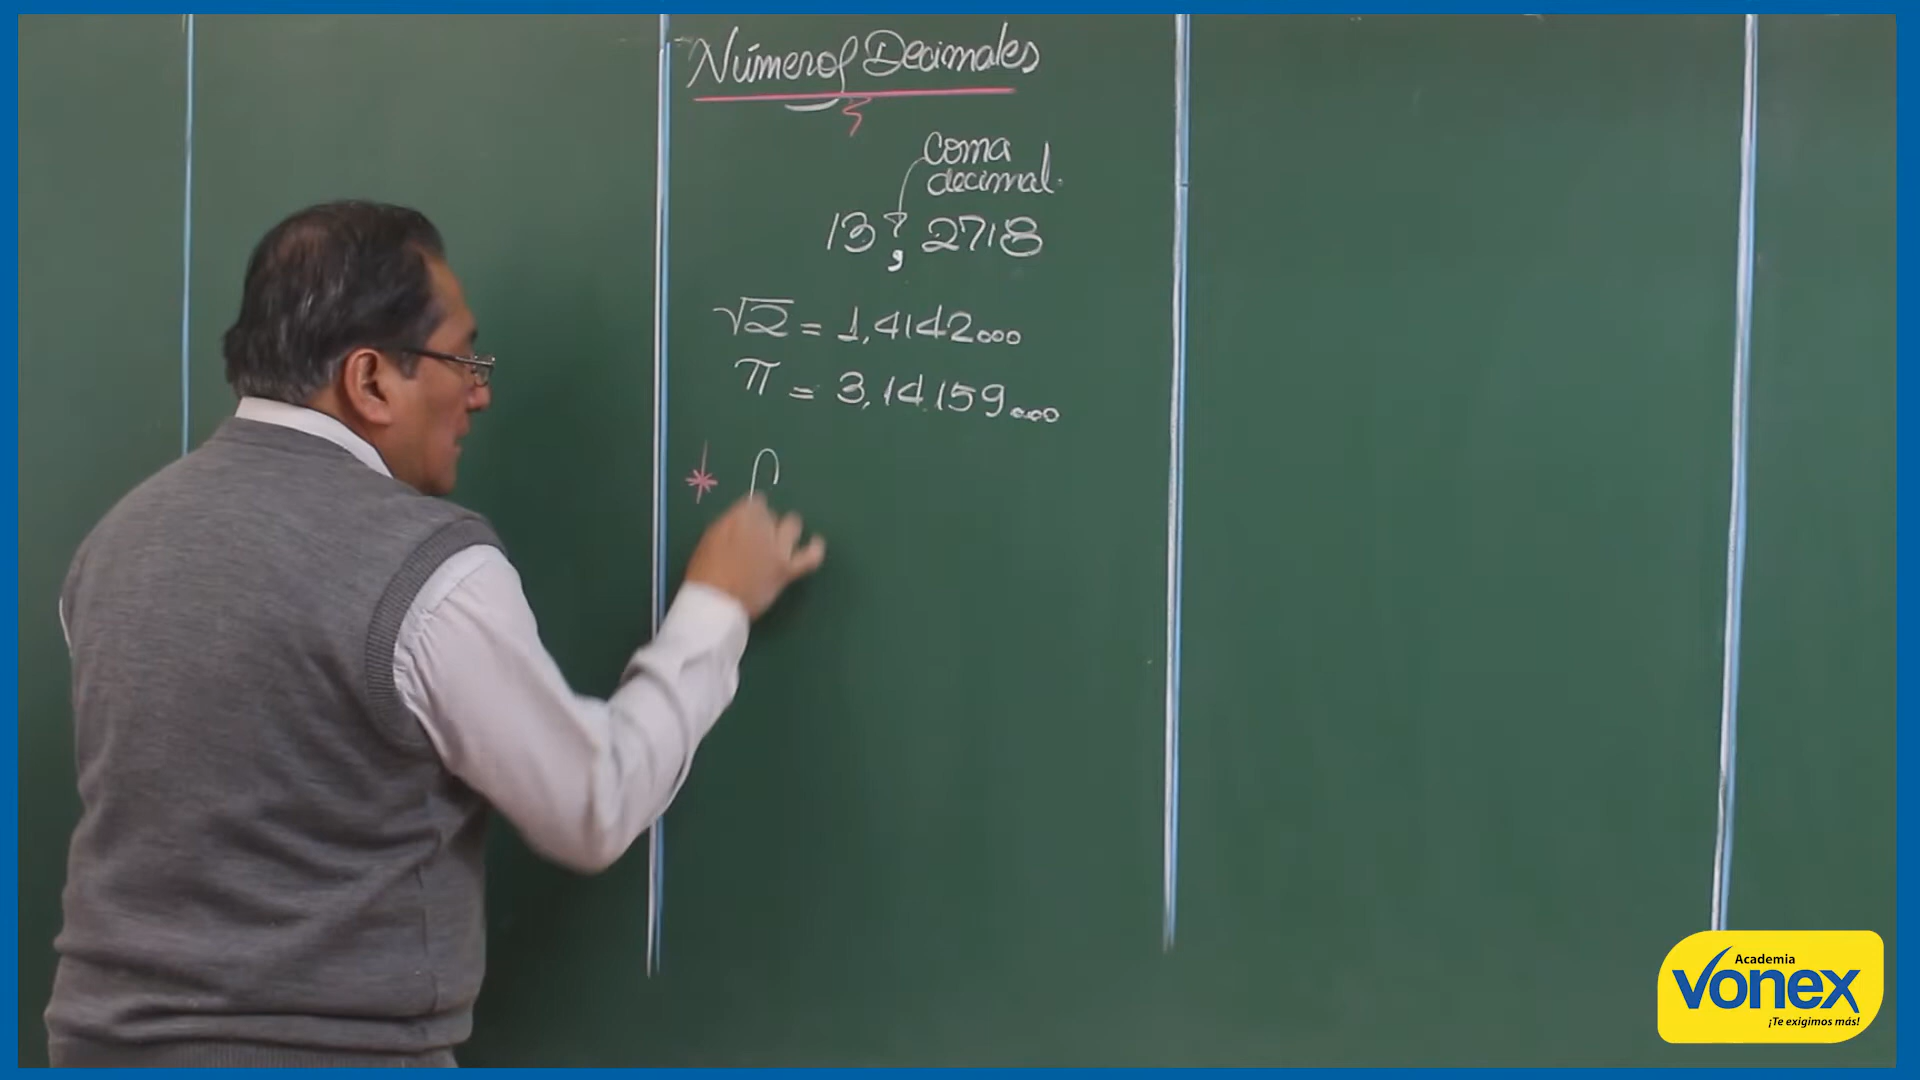 Números Decimales
coma
decimal.
13,2718
√2 = 1,4142...
π = 3,14159...
*
Academia
vonex
¡Te exigimos más!